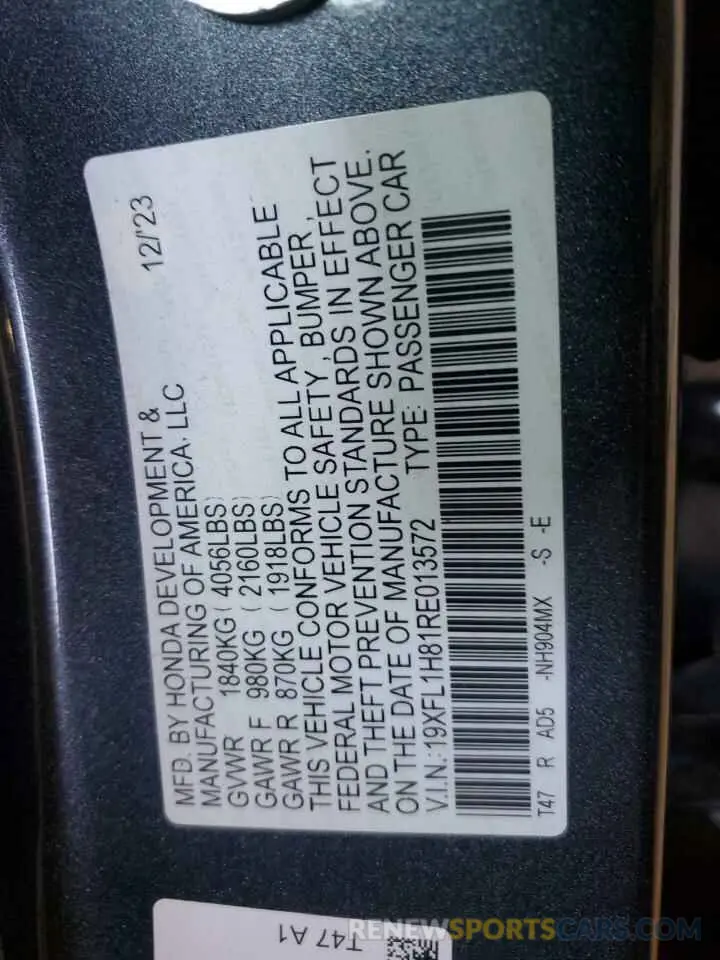 MFD. BY HONDA DEVELOPMENT &
MANUFACTURING OF AMERICA, LLC 12/'23
GVWR 1840KG (4056LBS)
GAWR F 980KG (2160LBS)
GAWR R 870KG (1918LBS)
THIS VEHICLE CONFORMS TO ALL APPLICABLE
FEDERAL MOTOR VEHICLE SAFETY, BUMPER,
AND THEFT PREVENTION STANDARDS IN EFFECT
ON THE DATE OF MANUFACTURE SHOWN ABOVE.
V.I.N.:19XFL1H81RE013572 TYPE: PASSENGER CAR
T47 R AD5 -NH904MX -S -E
T47 A1
RENEWSPORTSCARS.COM